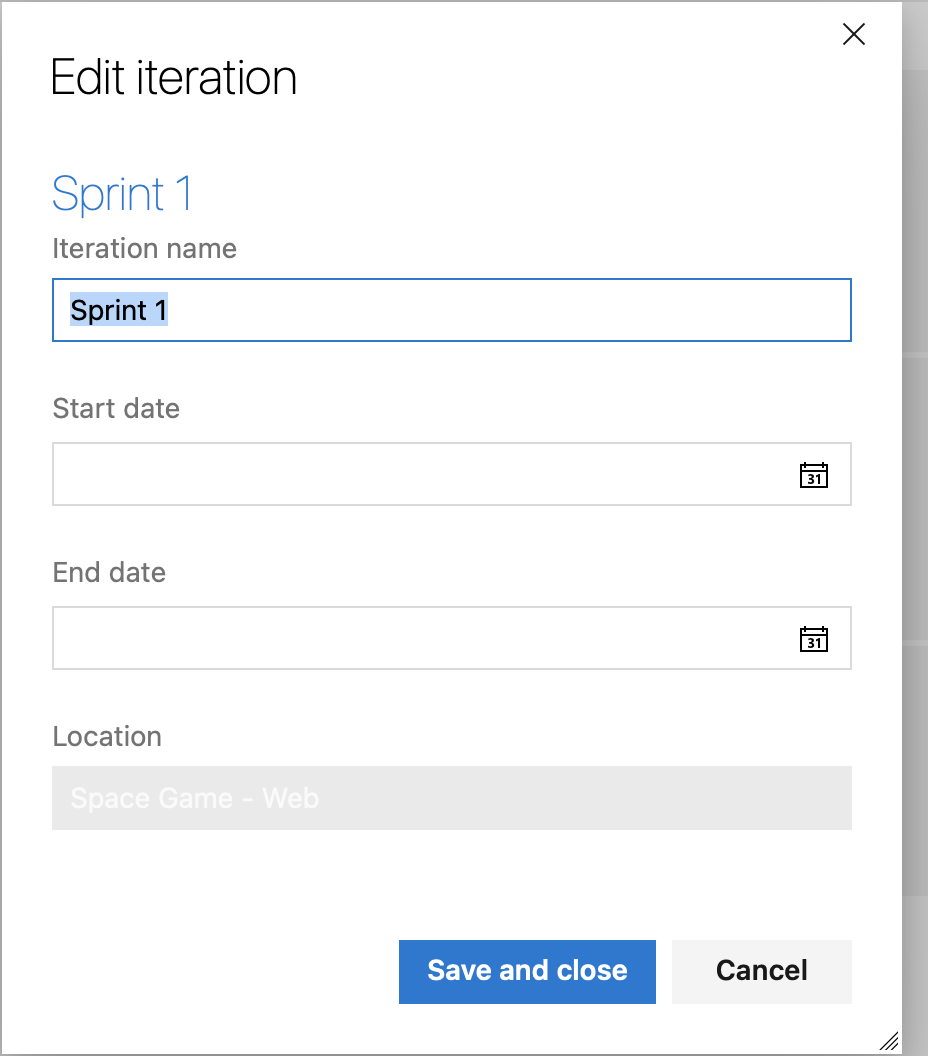 Edit iteration
Sprint 1
Iteration name
Sprint 1
Start date
31
End date
31
Location
Space Game - Web
Save and close
Cancel